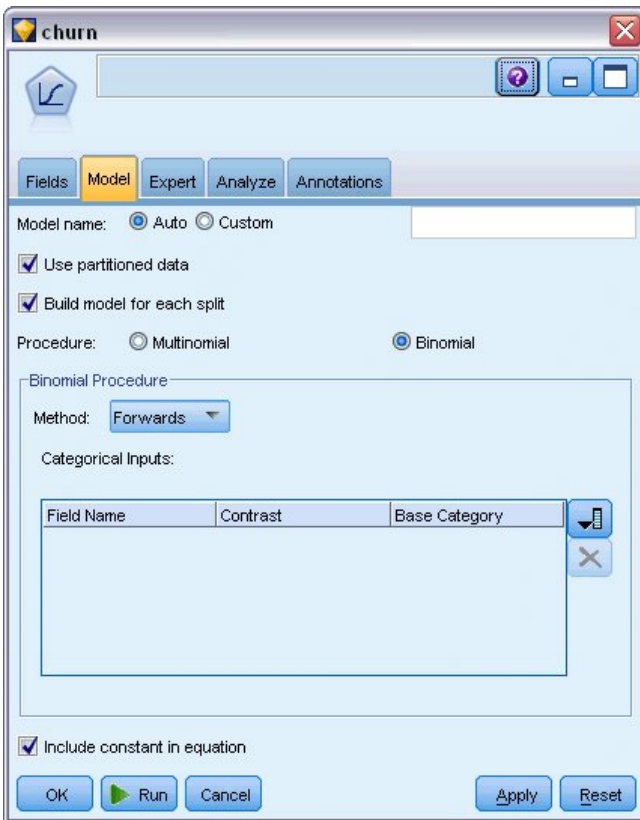 churn
?
Fields Model Expert Analyze Annotations
Model name: Auto Custom
Use partitioned data
Build model for each split
Procedure: Multinomial Binomial
Binomial Procedure
Method: Forwards
Categorical Inputs:
Field Name Contrast Base Category
Include constant in equation
OK Run Cancel Apply Reset